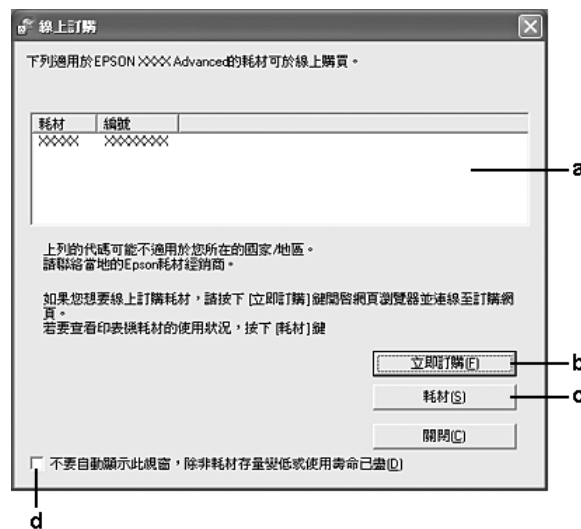 線上訂購
下列適用於EPSON XXXX Advanced的耗材可於線上購買。
耗材 編號
XXXXX XXXXXXXX
a
上列的代碼可能不適用於您所在的國家/地區。
請聯絡當地的Epson耗材經銷商。
如果您想要線上訂購耗材，請按下 [立即訂購] 鍵開啟網頁瀏覽器並連線至訂購網
頁。
若要查看印表機耗材的使用狀況，按下 [耗材] 鍵
立即訂購(E)
b
耗材(S)
c
關閉(C)
不要自動顯示此視窗，除非耗材存量變低或使用壽命已盡(D)
d